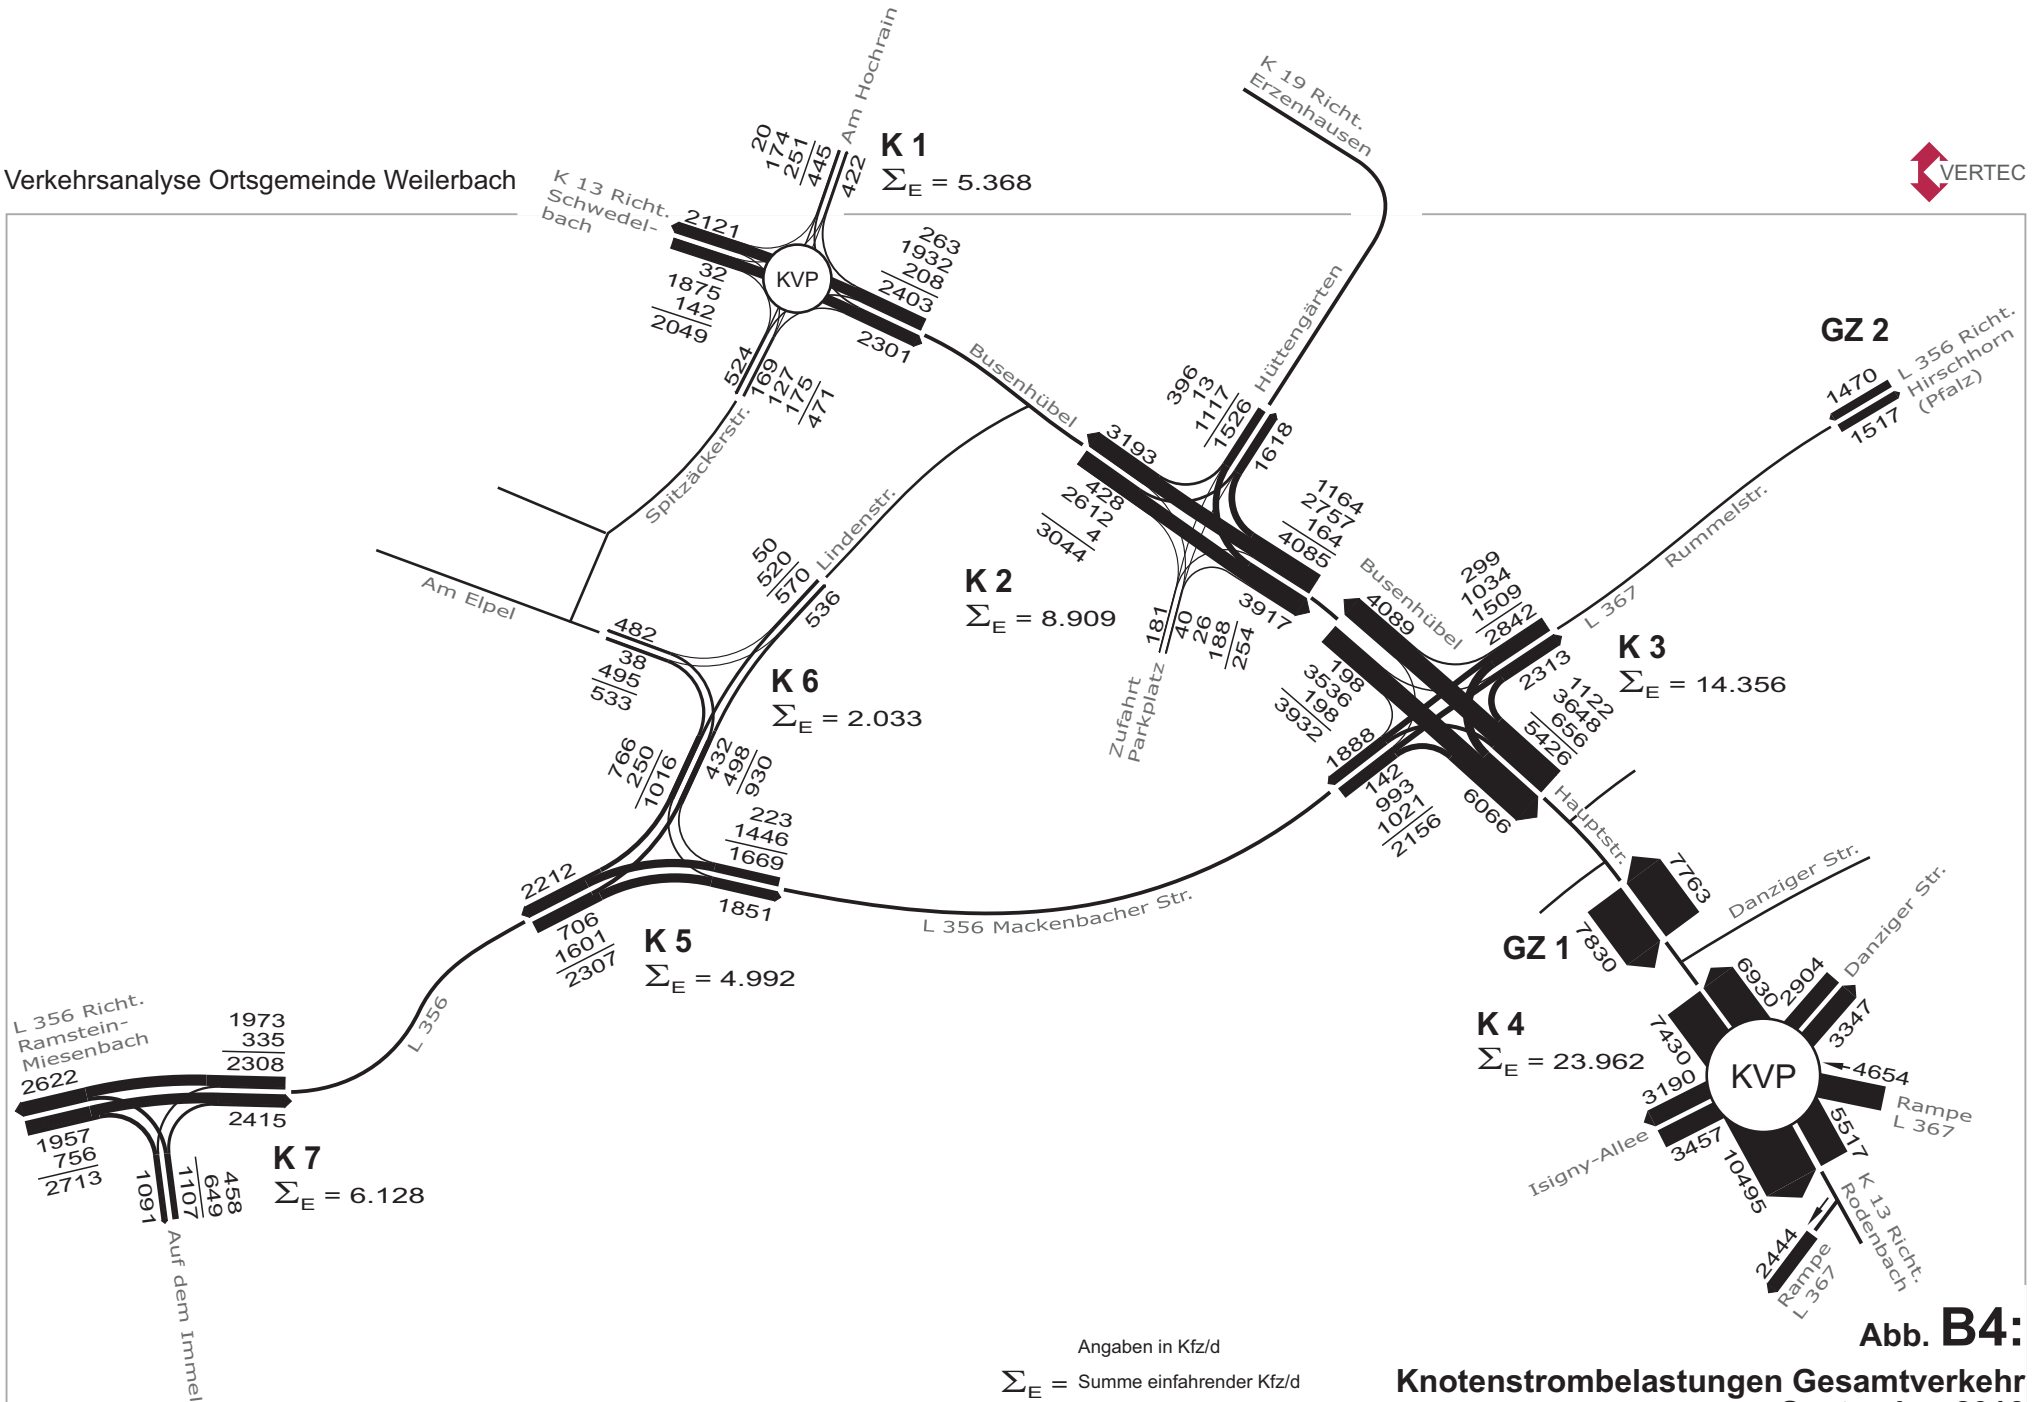 Verkehrsanalyse Ortsgemeinde Weilerbach
VERTEC
K 1
ΣE = 5.368
Am Hochrain
20
174
251
445
422
K 13 Richt.
Schwedel-
bach
2121
32
1875
142
2049
KVP
263
1932
208
2403
2301
524
169
127
175
471
Spitzäckerstr.
Busenhübel
K 19 Richt.
Erzenhausen
Hüttengärten
396
13
1117
1526
1618
3193
428
2612
4
3044
1164
2757
164
4085
3917
K 2
ΣE = 8.909
181
40
26
188
254
Zufahrt
Parkplatz
GZ 2
1470
1517
L 356 Richt.
Hirschhorn
(Pfalz)
Rummelstr.
L 367
Busenhübel
4089
299
1034
1509
2842
2313
K 3
ΣE = 14.356
198
3536
198
3932
112
3648
656
5426
1888
142
993
1021
2156
6066
Hauptstr.
Lindenstr.
50
520
570
536
Am Elpel
482
38
495
533
K 6
ΣE = 2.033
766
250
1016
432
498
930
223
1446
1669
2212
706
1601
2307
1851
K 5
ΣE = 4.992
L 356 Mackenbacher Str.
L 356
L 356 Richt.
Ramstein-
Miesenbach
2622
1957
756
2713
1973
335
2308
2415
K 7
ΣE = 6.128
1091
1107
649
458
Auf dem Immel
7763
7830
GZ 1
Danziger Str.
Danziger Str.
K 4
ΣE = 23.962
6930
7430
2904
3347
KVP
4654
Rampe
L 367
3190
3457
Isigny-Allee
10495
5517
K 13 Richt.
Rodenbach
2444
Rampe
L 367
Angaben in Kfz/d
ΣE = Summe einfahrender Kfz/d
Abb. B4:
Knotenstrombelastungen Gesamtverkehr